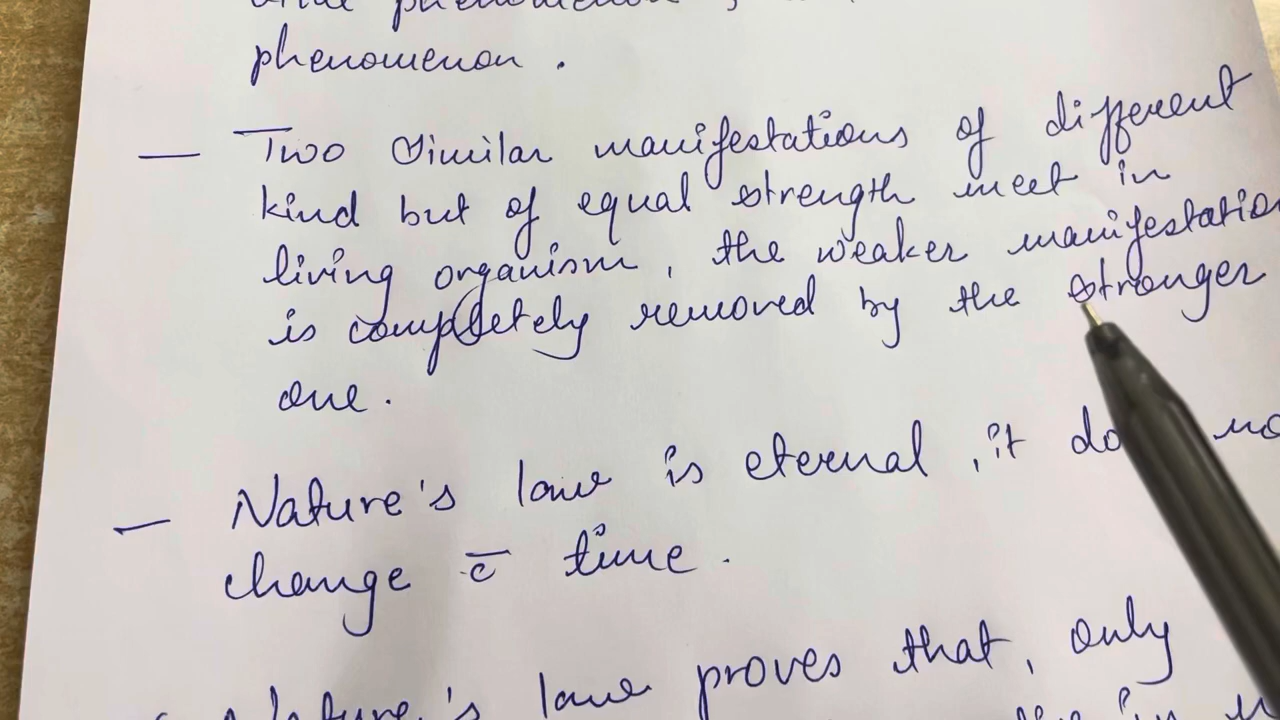 phenomenon.
— Two Similar manifestations of different
kind but of equal strength meet in
living organism, the weaker manifestation
is completely removed by the stronger
one.
— Nature's law is eternal, it do
change c̄ time.
Nature's law proves that, only
in